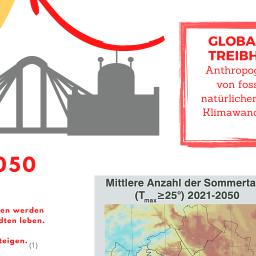 GLOBA
TREIBH
Anthropog
von foss
natürlicher
Klimawand
050
en werden
dten leben.
teigen. (1)
Mittlere Anzahl der Sommerta
(Tmax≥25°) 2021-2050